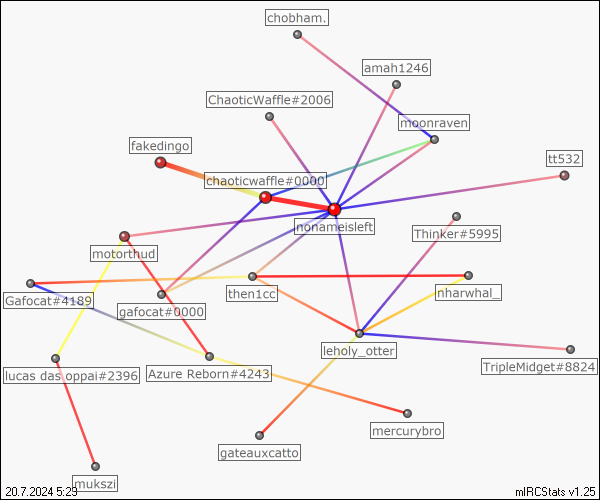 chobham.
amah1246
ChaoticWaffle#2006
moonraven
fakedingo
tt532
chaoticwaffle#0000
nonameisleft
Thinker#5995
motorthud
Gafocat#4189
gafocat#0000
then1cc
nharwhal_
leholy_otter
lucas das oppai#2396
Azure Reborn#4243
TripleMidget#8824
mercurybro
gateauxcatto
mukszi
20.7.2024 5:29
mIRCStats v1.25